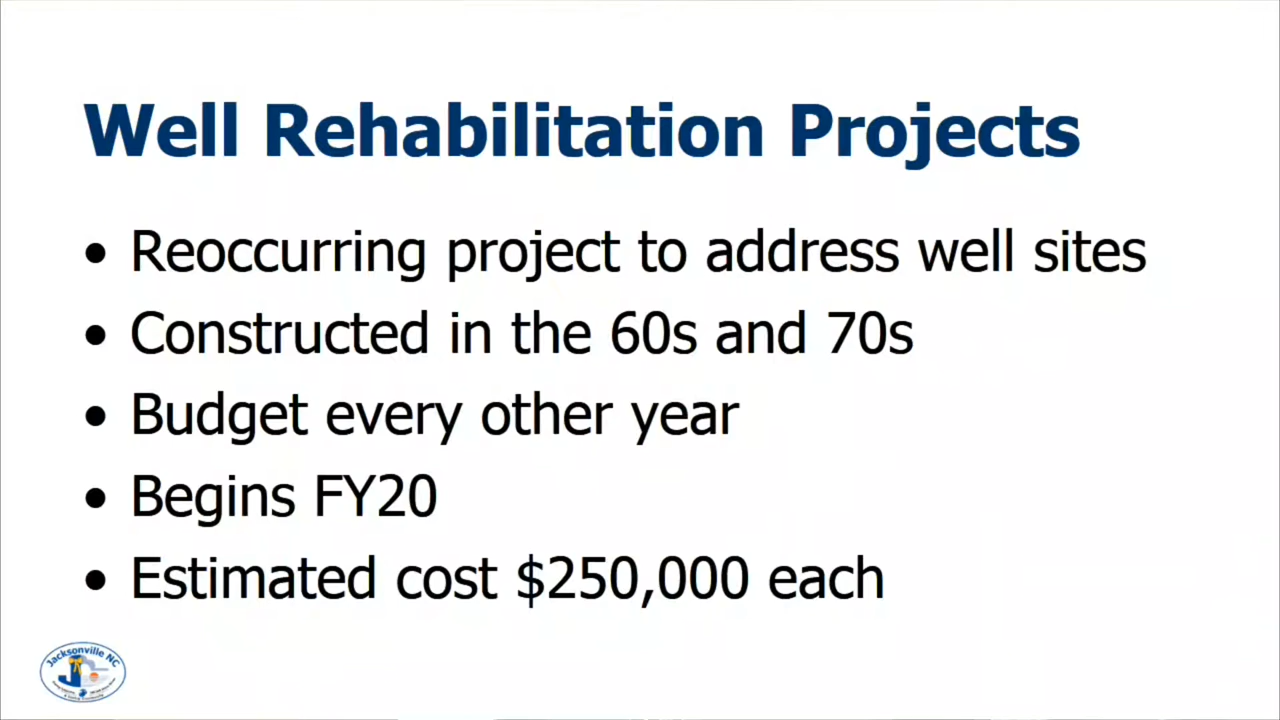 Well Rehabilitation Projects
• Reoccurring project to address well sites
• Constructed in the 60s and 70s
• Budget every other year
• Begins FY20
• Estimated cost $250,000 each
Jacksonville NC